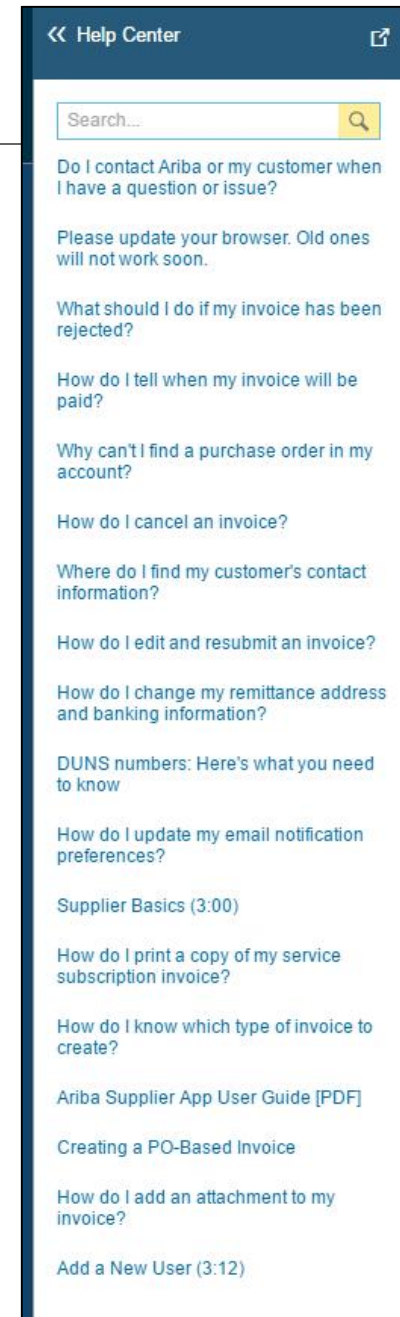 Help Center
Search...
Do I contact Ariba or my customer when
I have a question or issue?
Please update your browser. Old ones
will not work soon.
What should I do if my invoice has been
rejected?
How do I tell when my invoice will be
paid?
Why can't I find a purchase order in my
account?
How do I cancel an invoice?
Where do I find my customer's contact
information?
How do I edit and resubmit an invoice?
How do I change my remittance address
and banking information?
DUNS numbers: Here's what you need
to know
How do I update my email notification
preferences?
Supplier Basics (3:00)
How do I print a copy of my service
subscription invoice?
How do I know which type of invoice to
create?
Ariba Supplier App User Guide [PDF]
Creating a PO-Based Invoice
How do I add an attachment to my
invoice?
Add a New User (3:12)